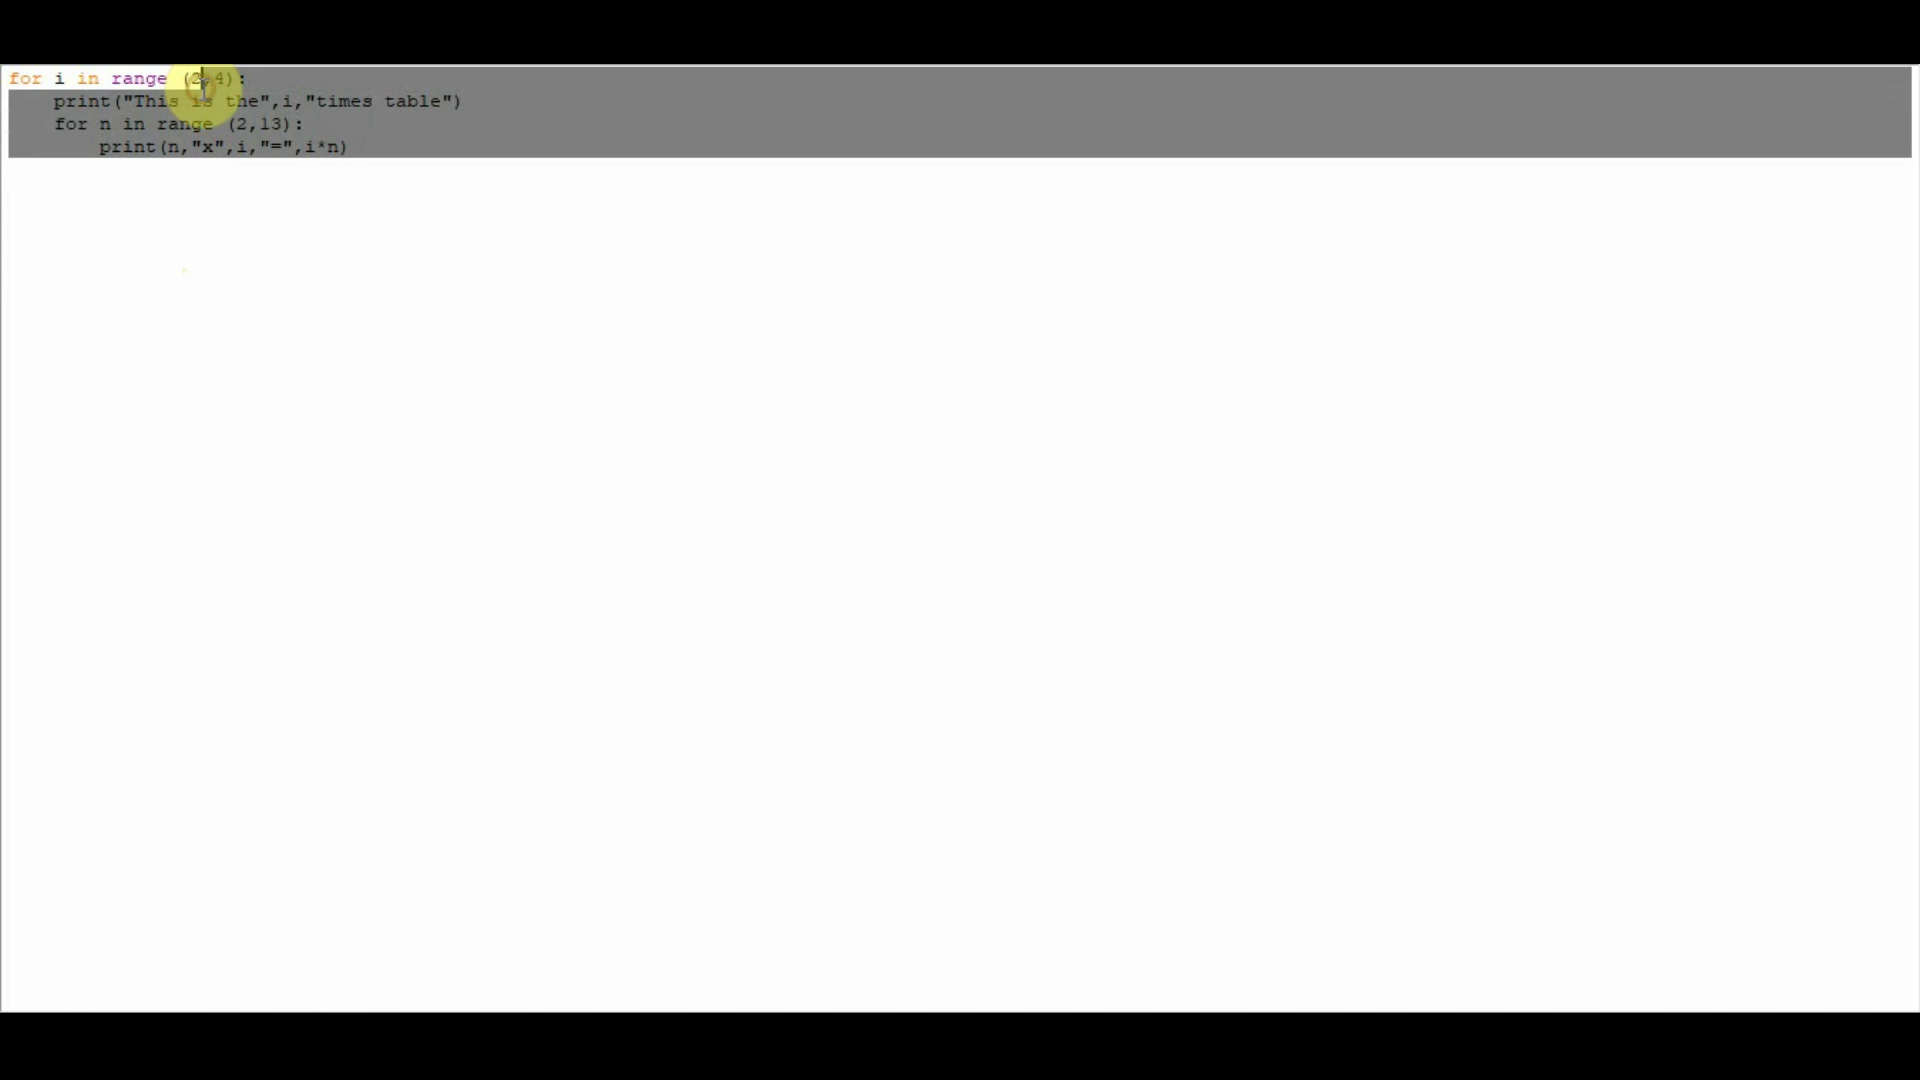 for i in range (2,4):
    print("This is the",i,"times table")
    for n in range (2,13):
        print(n,"x",i,"=",i*n)